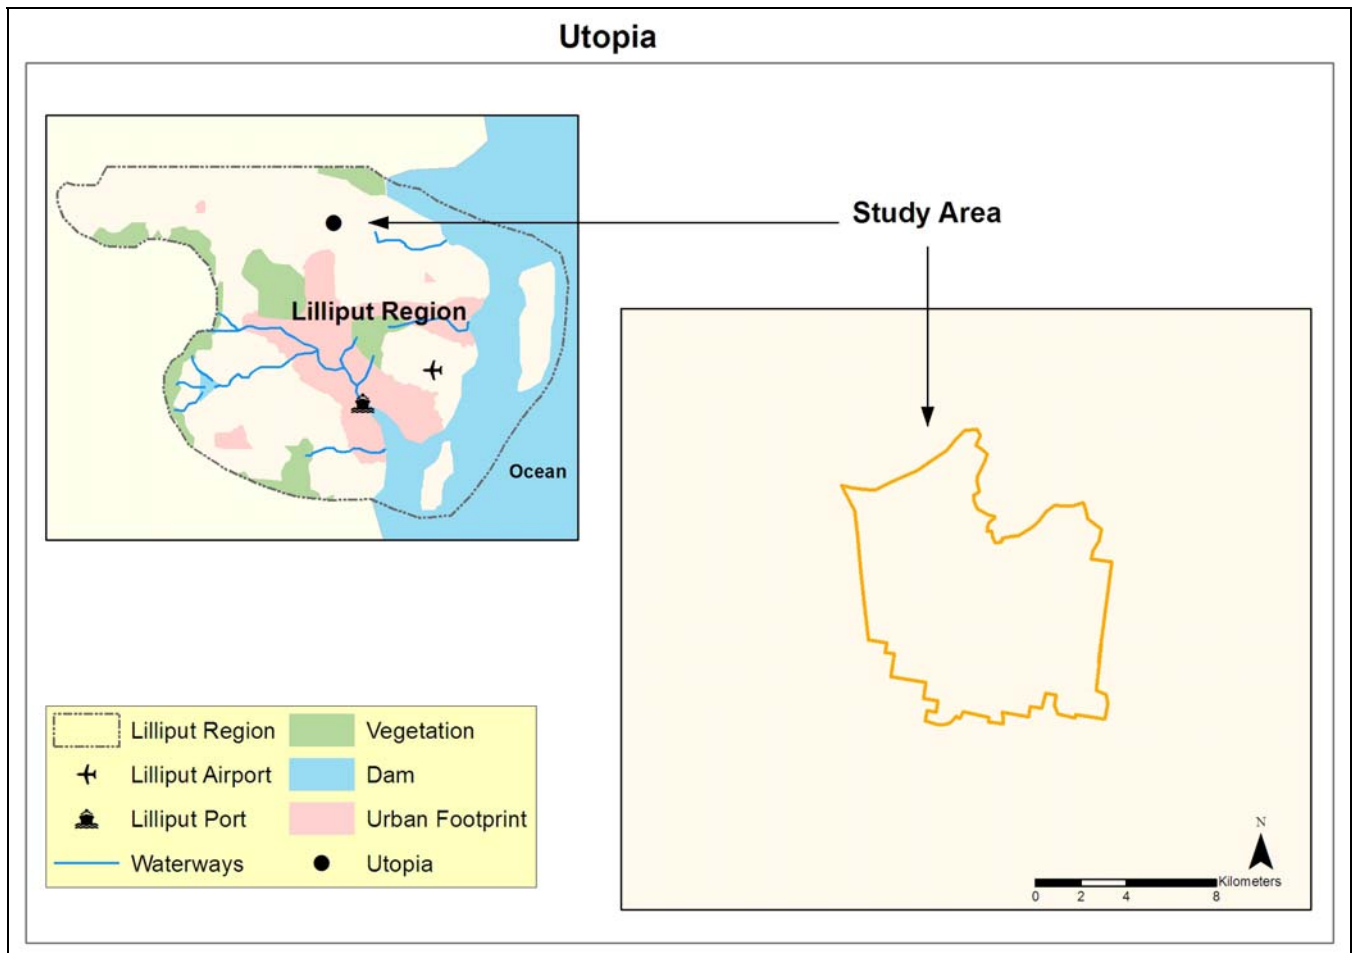 Utopia
Study Area
Lilliput Region
Ocean
Lilliput Region
Vegetation
Lilliput Airport
Dam
Lilliput Port
Urban Footprint
Waterways
Utopia
N
Kilometers
0 2 4 8